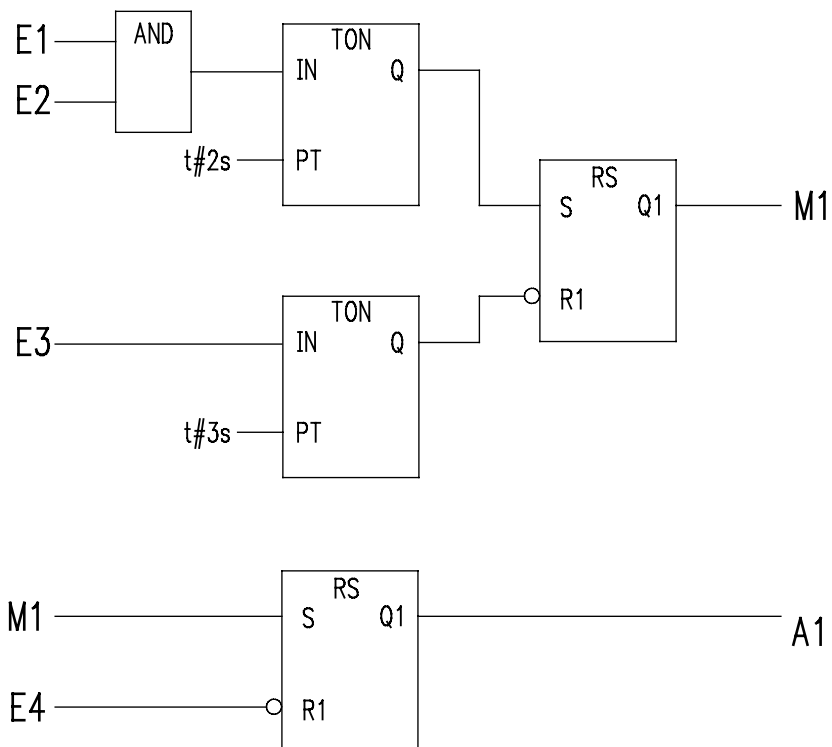 E1
AND
TON
IN
Q
E2
t#2s
PT
RS
S
Q1
M1
R1
TON
E3
IN
Q
t#3s
PT
RS
M1
S
Q1
A1
E4
R1